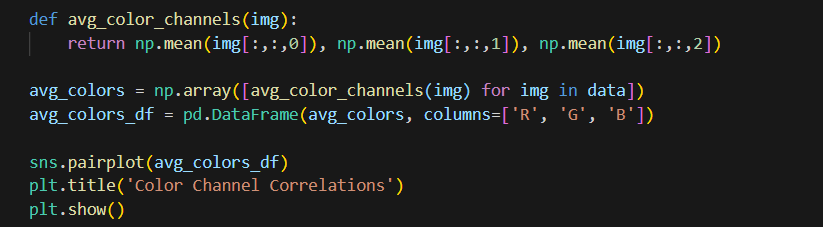 def avg_color_channels(img):
    return np.mean(img[:,:,0]), np.mean(img[:,:,1]), np.mean(img[:,:,2])
avg_colors = np.array([avg_color_channels(img) for img in data])
avg_colors_df = pd.DataFrame(avg_colors, columns=['R', 'G', 'B'])
sns.pairplot(avg_colors_df)
plt.title('Color Channel Correlations')
plt.show()